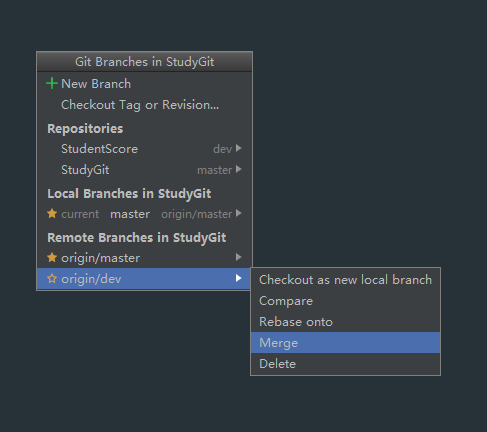 Git Branches in StudyGit
New Branch
Checkout Tag or Revision...
Repositories
StudentScore dev
StudyGit master
Local Branches in StudyGit
current master origin/master
Remote Branches in StudyGit
origin/master
origin/dev
Checkout as new local branch
Compare
Rebase onto
Merge
Delete